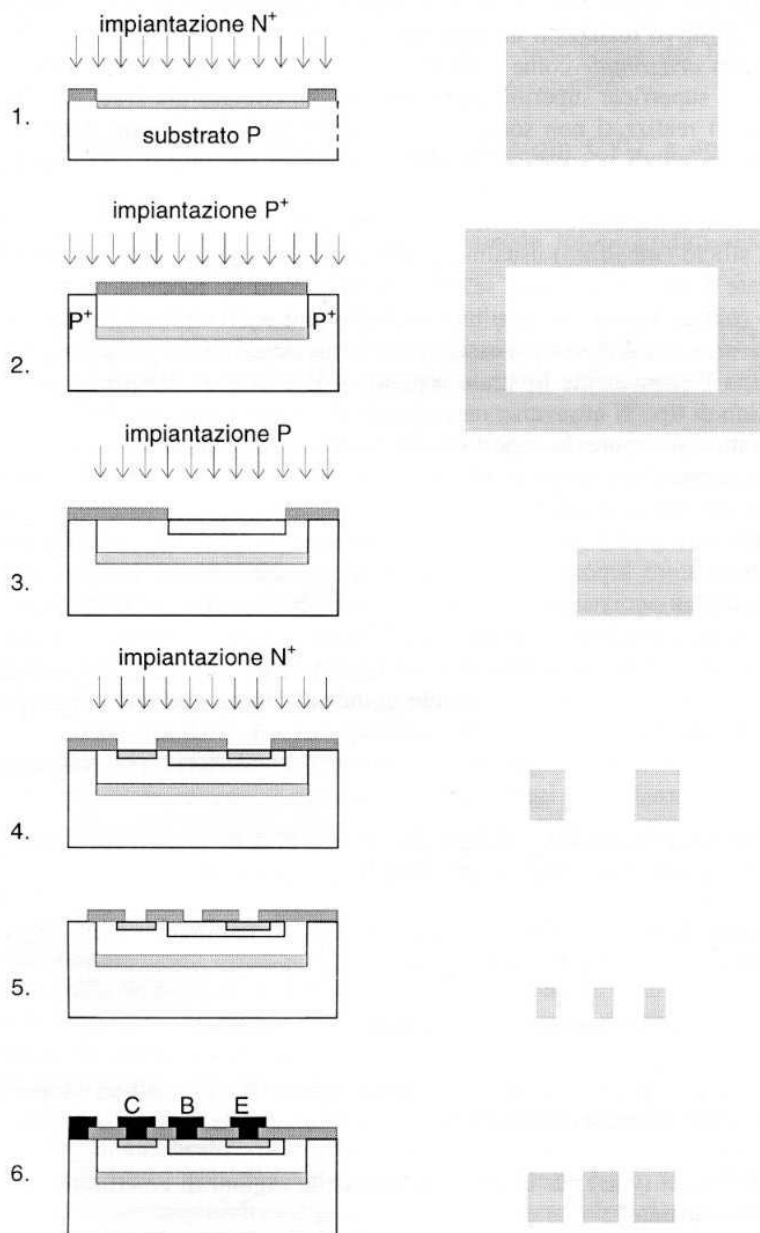 impiantazione N⁺
1.
substrato P
impiantazione P⁺
P⁺ P⁺
2.
impiantazione P
3.
impiantazione N⁺
4.
5.
C B E
6.